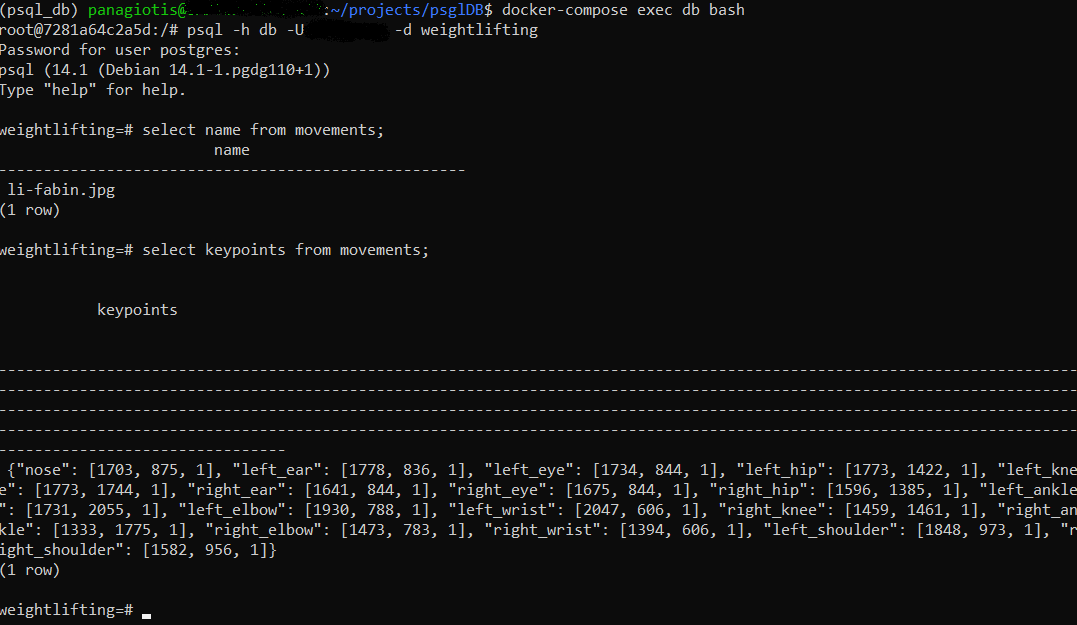 (psql_db) panagiotis@:~/projects/psglDB$ docker-compose exec db bash
root@7281a64c2a5d:/# psql -h db -U -d weightlifting
Password for user postgres:
psql (14.1 (Debian 14.1-1.pgdg110+1))
Type "help" for help.
weightlifting=# select name from movements;
name
----------------------------------------------------
li-fabin.jpg
(1 row)
weightlifting=# select keypoints from movements;
keypoints
------------------------------------------------------------------------------------------------------------------------
------------------------------------------------------------------------------------------------------------------------
------------------------------------------------------------------------------------------------------------------------
------------------------------------------------------------------------------------------------------------------------
--------------------------------
{"nose": [1703, 875, 1], "left_ear": [1778, 836, 1], "left_eye": [1734, 844, 1], "left_hip": [1773, 1422, 1], "left_kne
e": [1773, 1744, 1], "right_ear": [1641, 844, 1], "right_eye": [1675, 844, 1], "right_hip": [1596, 1385, 1], "left_ankle
": [1731, 2055, 1], "left_elbow": [1930, 788, 1], "left_wrist": [2047, 606, 1], "right_knee": [1459, 1461, 1], "right_an
kle": [1333, 1775, 1], "right_elbow": [1473, 783, 1], "right_wrist": [1394, 606, 1], "left_shoulder": [1848, 973, 1], "r
ight_shoulder": [1582, 956, 1]}
(1 row)
weightlifting=#